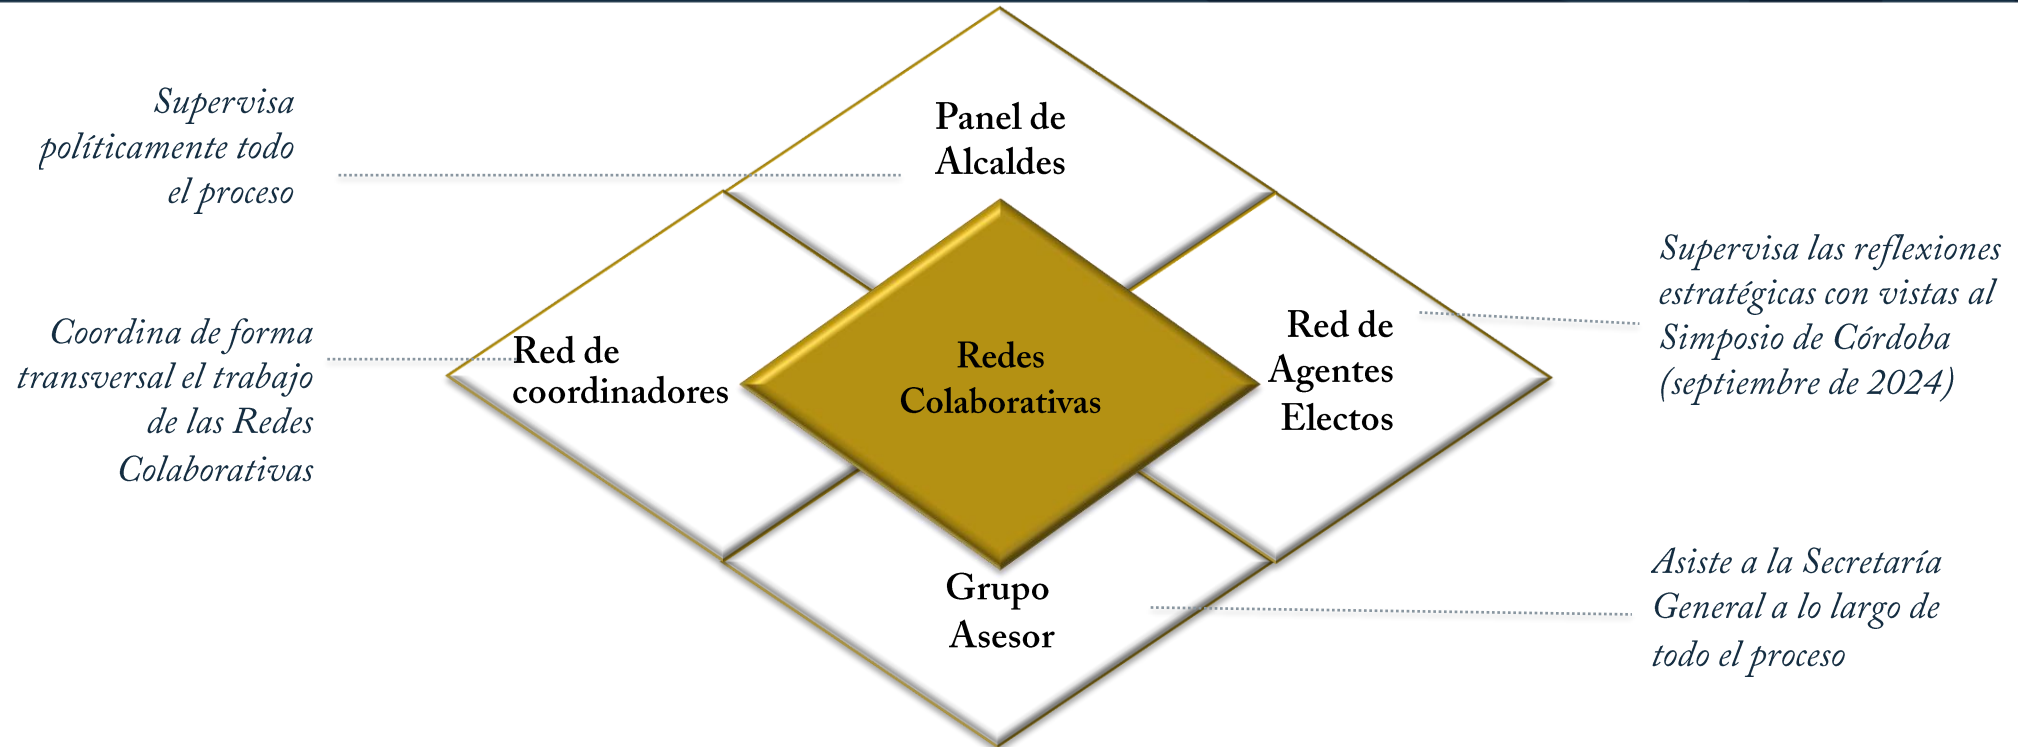 Supervisa
políticamente todo
el proceso
Panel de
Alcaldes
Supervisa las reflexiones
estratégicas con vistas al
Simposio de Córdoba
(septiembre de 2024)
Coordina de forma
transversal el trabajo
de las Redes
Colaborativas
Red de
coordinadores
Redes
Colaborativas
Red de
Agentes
Electos
Grupo
Asesor
Asiste a la Secretaría
General a lo largo de
todo el proceso